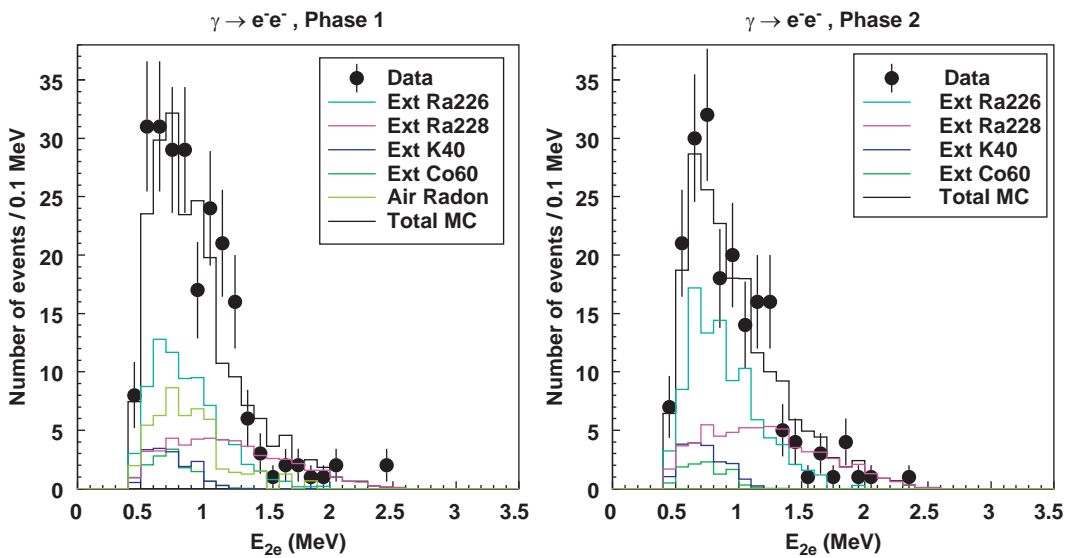 γ → e⁻e⁻ , Phase 1
Number of events / 0.1 MeV
35
30
25
20
15
10
5
0
Data
Ext Ra226
Ext Ra228
Ext K40
Ext Co60
Air Radon
Total MC
0 0.5 1 1.5 2 2.5 3 3.5
E2e (MeV)
γ → e⁻e⁻ , Phase 2
Number of events / 0.1 MeV
35
30
25
20
15
10
5
0
Data
Ext Ra226
Ext Ra228
Ext K40
Ext Co60
Total MC
0 0.5 1 1.5 2 2.5 3 3.5
E2e (MeV)